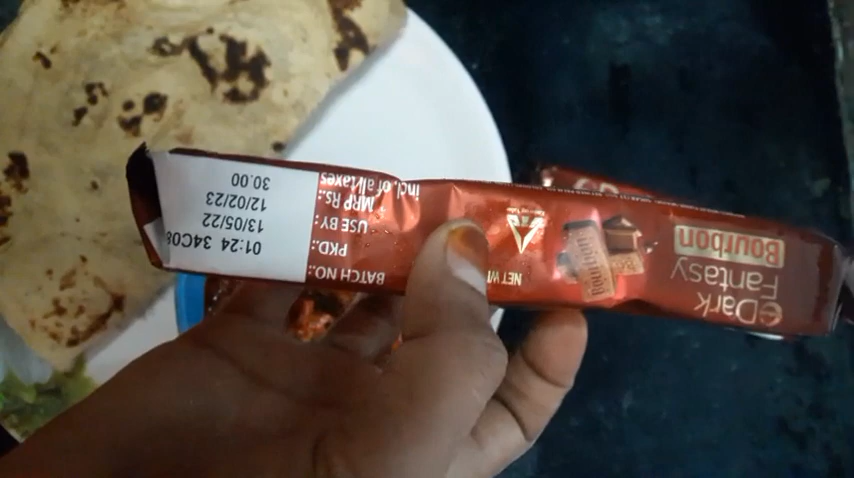 Dark
Fantasy
Bourbon
Bourbon
NET W
BATCH NO.: 01:24 34C08
PKD.: 13/05/22
USE BY: 12/02/23
MRP Rs.: 30.00
incl. of all taxes